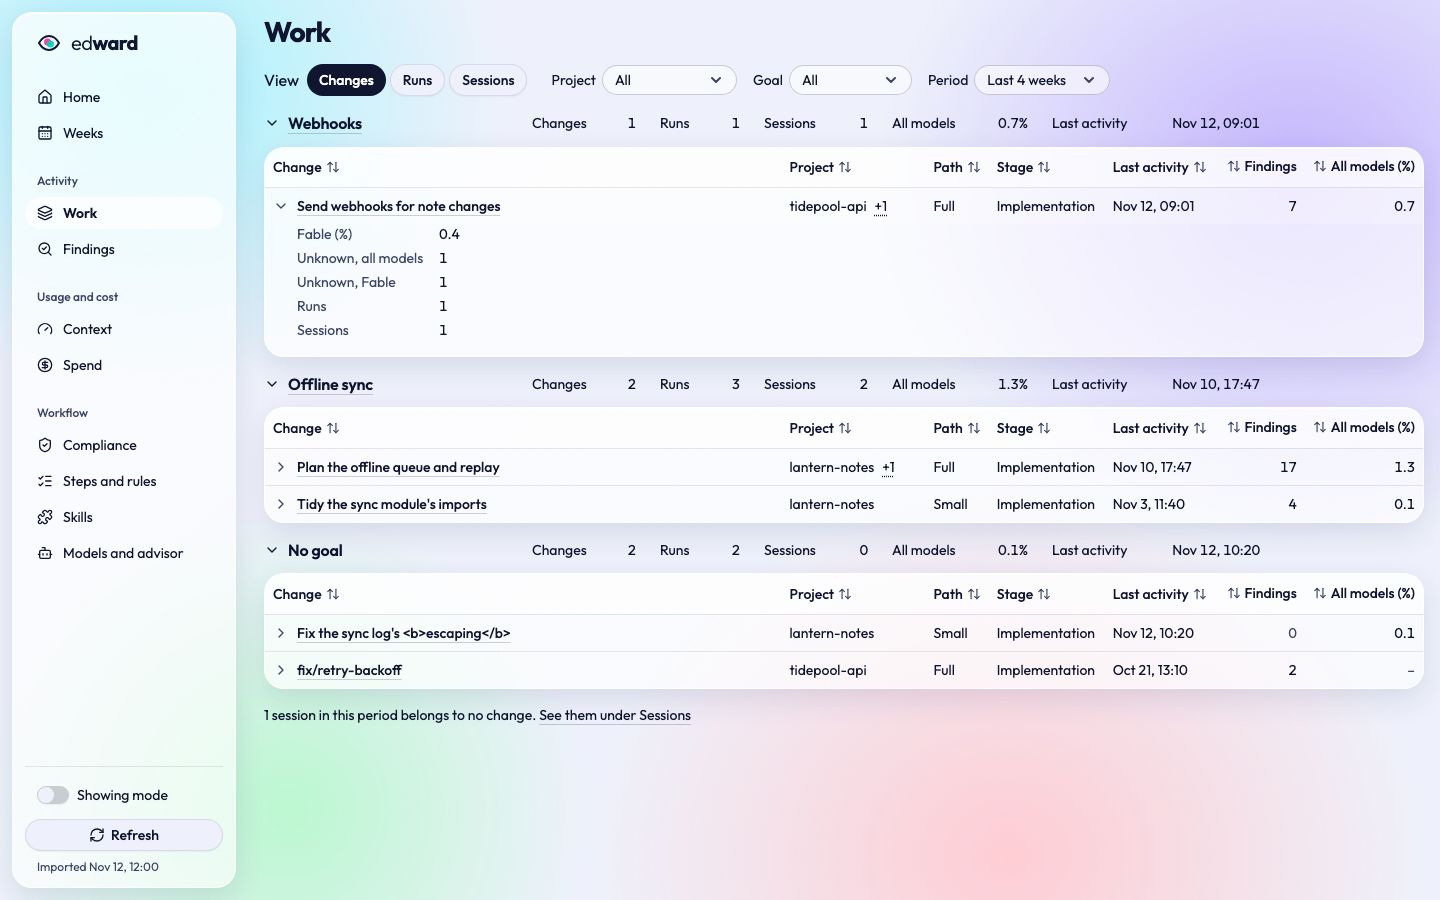 edward
Home
Weeks
Activity
Work
Findings
Usage and cost
Context
Spend
Workflow
Compliance
Steps and rules
Skills
Models and advisor
Showing mode
Refresh
Imported Nov 12, 12:00
Work
View Changes Runs Sessions Project All Goal All Period Last 4 weeks
Webhooks Changes 1 Runs 1 Sessions 1 All models 0.7% Last activity Nov 12, 09:01
Change Project Path Stage Last activity Findings All models (%)
Send webhooks for note changes tidepool-api +1 Full Implementation Nov 12, 09:01 7 0.7
Fable (%) 0.4
Unknown, all models 1
Unknown, Fable 1
Runs 1
Sessions 1
Offline sync Changes 2 Runs 3 Sessions 2 All models 1.3% Last activity Nov 10, 17:47
Change Project Path Stage Last activity Findings All models (%)
Plan the offline queue and replay lantern-notes +1 Full Implementation Nov 10, 17:47 17 1.3
Tidy the sync module's imports lantern-notes Small Implementation Nov 3, 11:40 4 0.1
No goal Changes 2 Runs 2 Sessions 0 All models 0.1% Last activity Nov 12, 10:20
Change Project Path Stage Last activity Findings All models (%)
Fix the sync log's <b>escaping</b> lantern-notes Small Implementation Nov 12, 10:20 0 0.1
fix/retry-backoff tidepool-api Full Implementation Oct 21, 13:10 2 –
1 session in this period belongs to no change. See them under Sessions